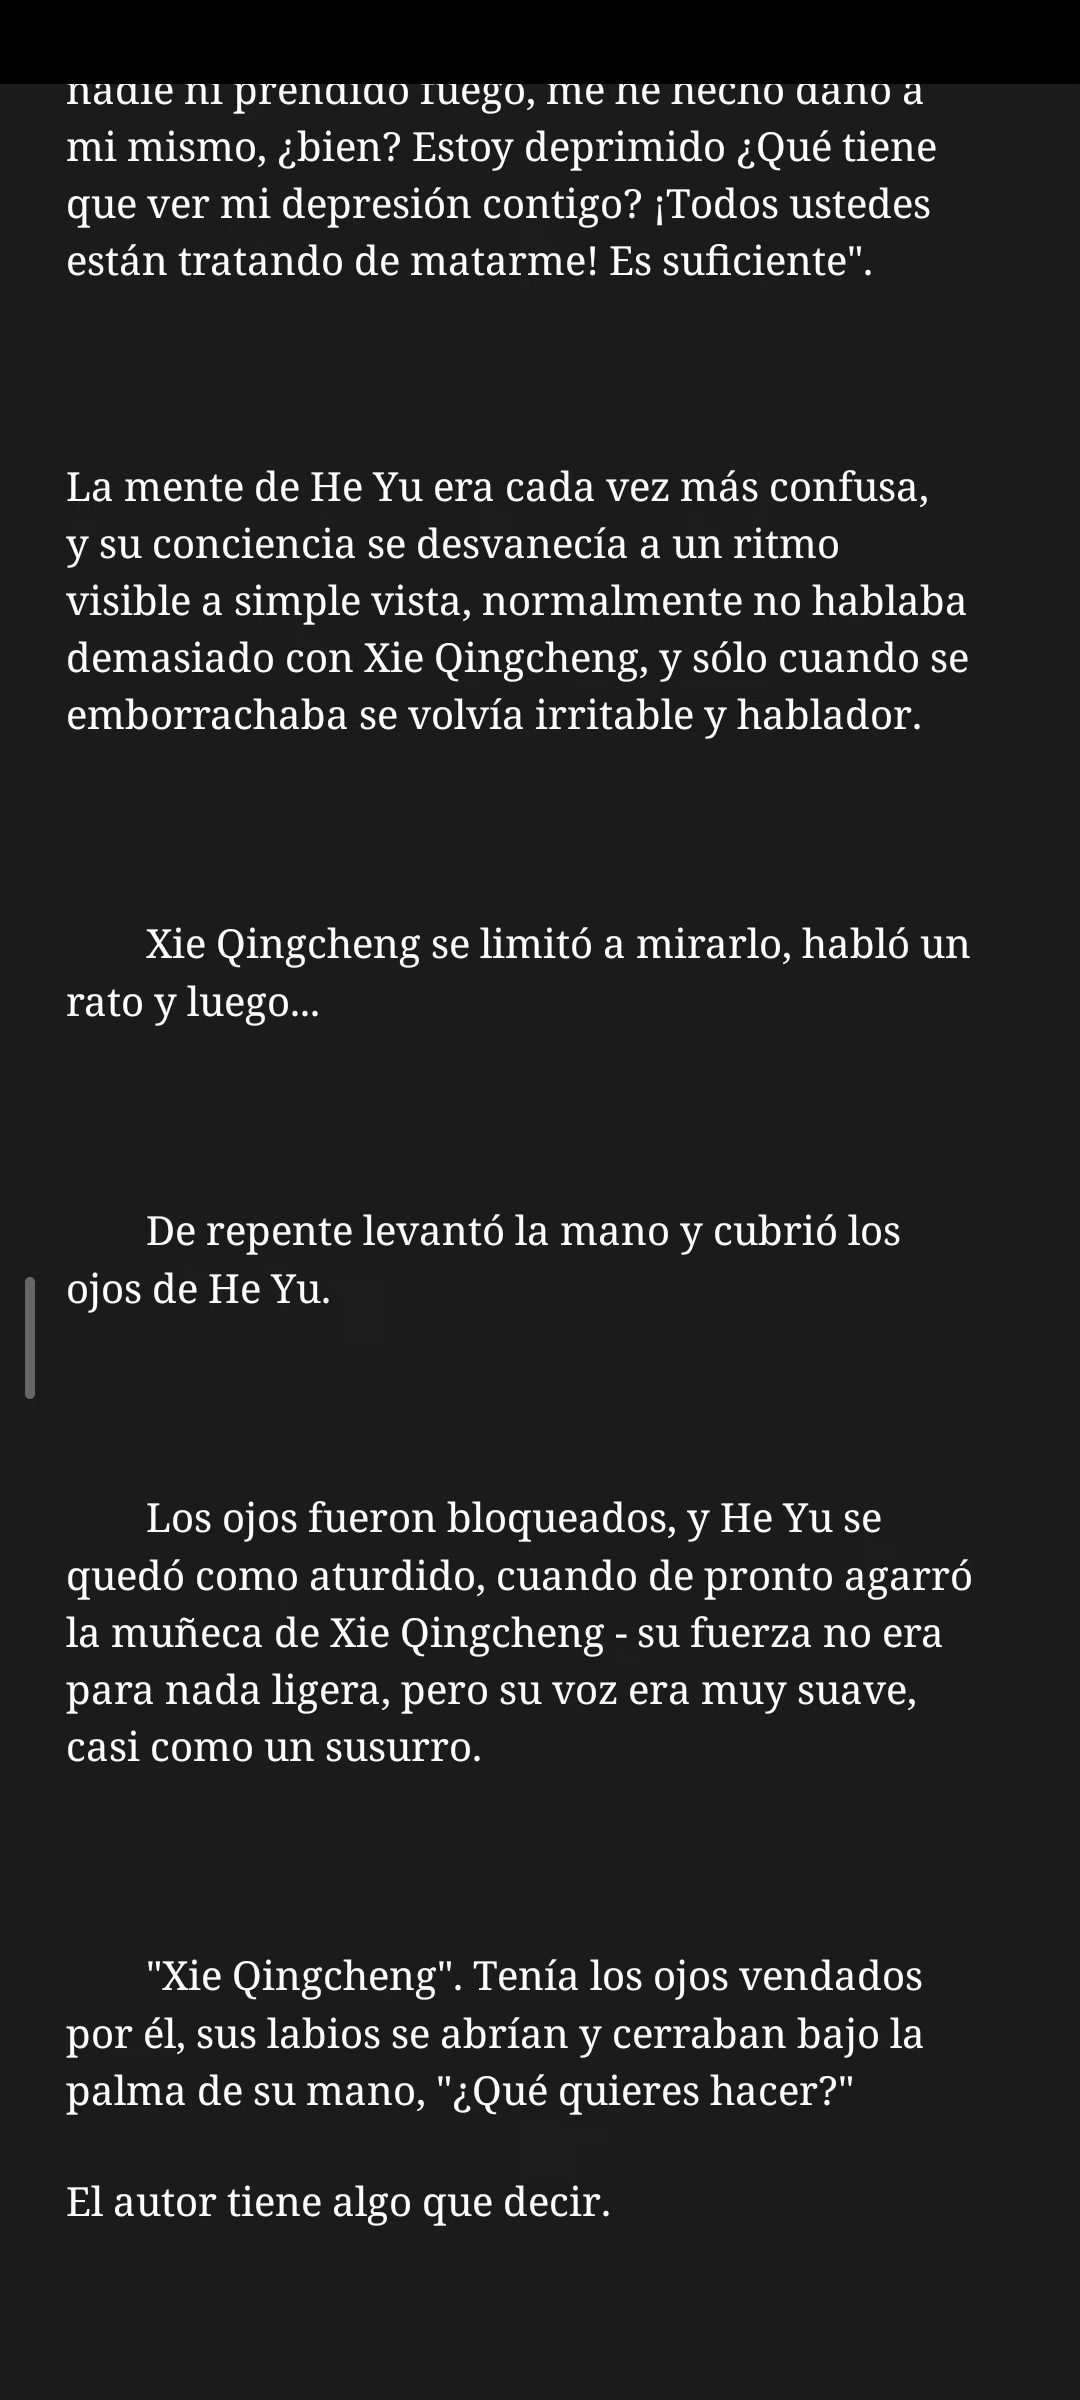 nadie ni prendido fuego, me he hecho daño a
mi mismo, ¿bien? Estoy deprimido ¿Qué tiene
que ver mi depresión contigo? ¡Todos ustedes
están tratando de matarme! Es suficiente".
La mente de He Yu era cada vez más confusa,
y su conciencia se desvanecía a un ritmo
visible a simple vista, normalmente no hablaba
demasiado con Xie Qingcheng, y sólo cuando se
emborrachaba se volvía irritable y hablador.
Xie Qingcheng se limitó a mirarlo, habló un
rato y luego...
De repente levantó la mano y cubrió los
ojos de He Yu.
Los ojos fueron bloqueados, y He Yu se
quedó como aturdido, cuando de pronto agarró
la muñeca de Xie Qingcheng - su fuerza no era
para nada ligera, pero su voz era muy suave,
casi como un susurro.
"Xie Qingcheng". Tenía los ojos vendados
por él, sus labios se abrían y cerraban bajo la
palma de su mano, "¿Qué quieres hacer?"
El autor tiene algo que decir.